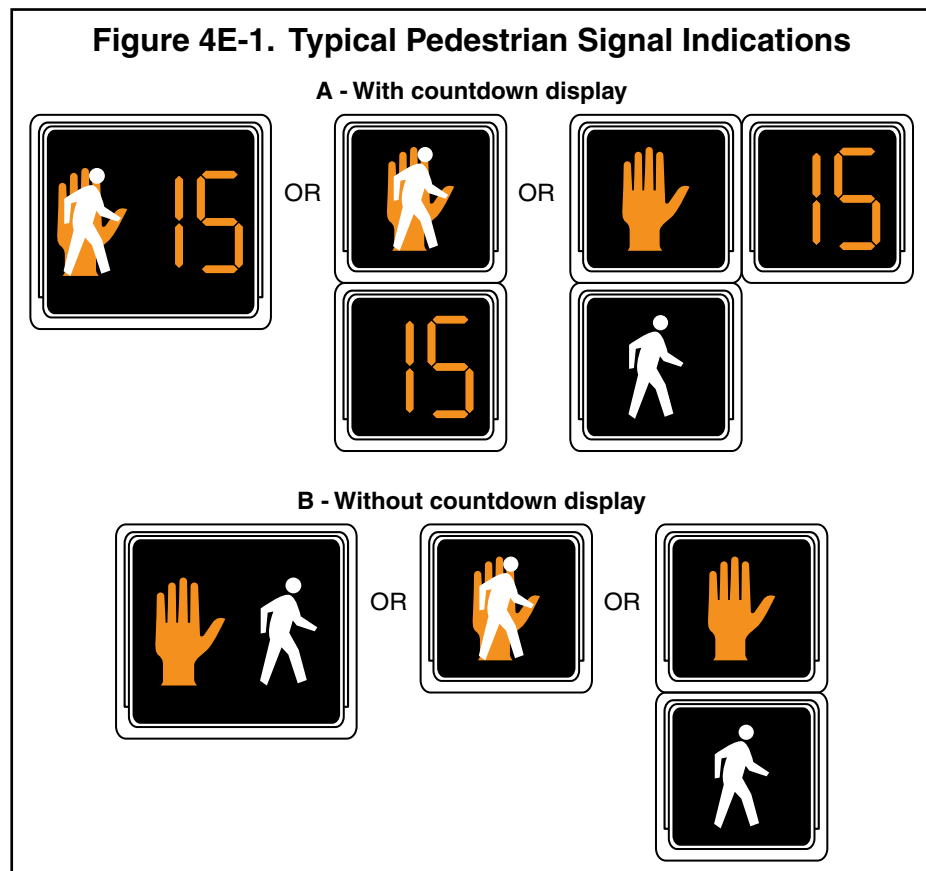 Figure 4E-1. Typical Pedestrian Signal Indications
A - With countdown display
15 OR OR 15
15
B - Without countdown display
OR OR